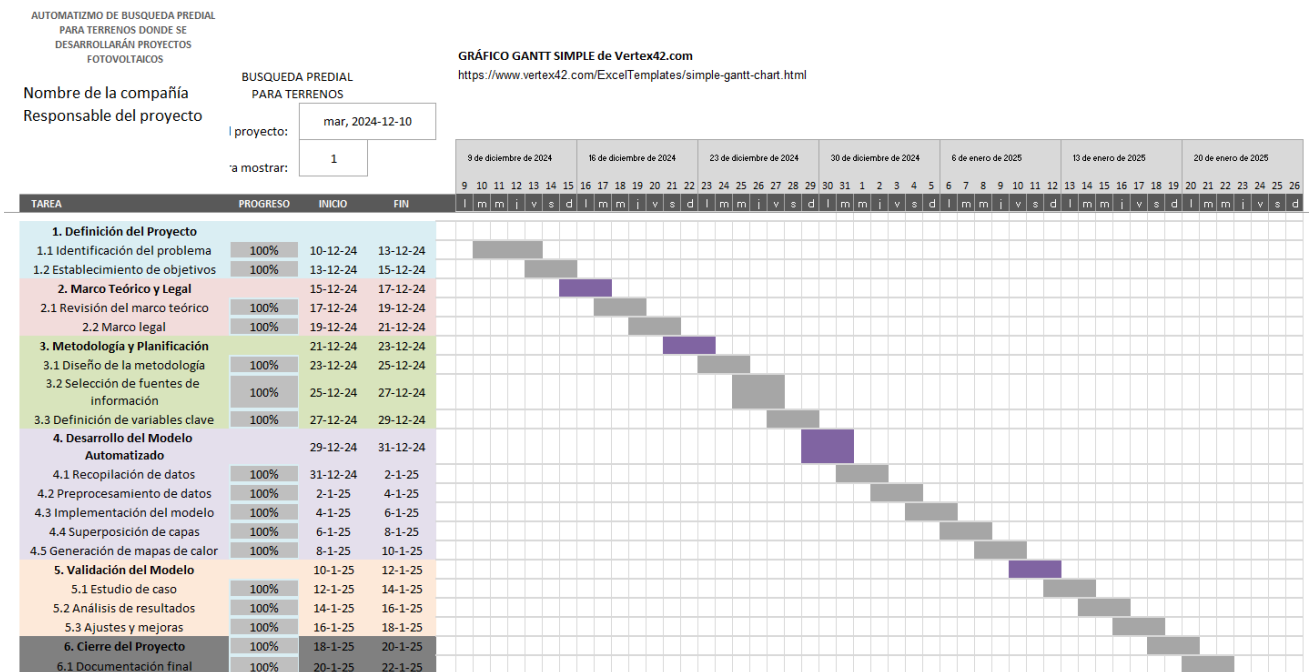 AUTOMATIZMO DE BUSQUEDA PREDIAL
PARA TERRENOS DONDE SE
DESARROLLARÁN PROYECTOS
FOTOVOLTAICOS
GRÁFICO GANTT SIMPLE de Vertex42.com
https://www.vertex42.com/ExcelTemplates/simple-gantt-chart.html
BUSQUEDA PREDIAL
PARA TERRENOS
Nombre de la compañía
Responsable del proyecto
proyecto: mar, 2024-12-10
a mostrar: 1
9 de diciembre de 2024 16 de diciembre de 2024 23 de diciembre de 2024 30 de diciembre de 2024 6 de enero de 2025 13 de enero de 2025 20 de enero de 2025
9 10 11 12 13 14 15 16 17 18 19 20 21 22 23 24 25 26 27 28 29 30 31 1 2 3 4 5 6 7 8 9 10 11 12 13 14 15 16 17 18 19 20 21 22 23 24 25 26
TAREA PROGRESO INICIO FIN l m m j v s d l m m j v s d l m m j v s d l m m j v s d l m m j v s d l m m j v s d l m m j v s d
1. Definición del Proyecto
1.1 Identificación del problema 100% 10-12-24 13-12-24
1.2 Establecimiento de objetivos 100% 13-12-24 15-12-24
2. Marco Teórico y Legal 15-12-24 17-12-24
2.1 Revisión del marco teórico 100% 17-12-24 19-12-24
2.2 Marco legal 100% 19-12-24 21-12-24
3. Metodología y Planificación 21-12-24 23-12-24
3.1 Diseño de la metodología 100% 23-12-24 25-12-24
3.2 Selección de fuentes de
información 100% 25-12-24 27-12-24
3.3 Definición de variables clave 100% 27-12-24 29-12-24
4. Desarrollo del Modelo
Automatizado 29-12-24 31-12-24
4.1 Recopilación de datos 100% 31-12-24 2-1-25
4.2 Preprocesamiento de datos 100% 2-1-25 4-1-25
4.3 Implementación del modelo 100% 4-1-25 6-1-25
4.4 Superposición de capas 100% 6-1-25 8-1-25
4.5 Generación de mapas de calor 100% 8-1-25 10-1-25
5. Validación del Modelo 10-1-25 12-1-25
5.1 Estudio de caso 100% 12-1-25 14-1-25
5.2 Análisis de resultados 100% 14-1-25 16-1-25
5.3 Ajustes y mejoras 100% 16-1-25 18-1-25
6. Cierre del Proyecto 100% 18-1-25 20-1-25
6.1 Documentación final 100% 20-1-25 22-1-25